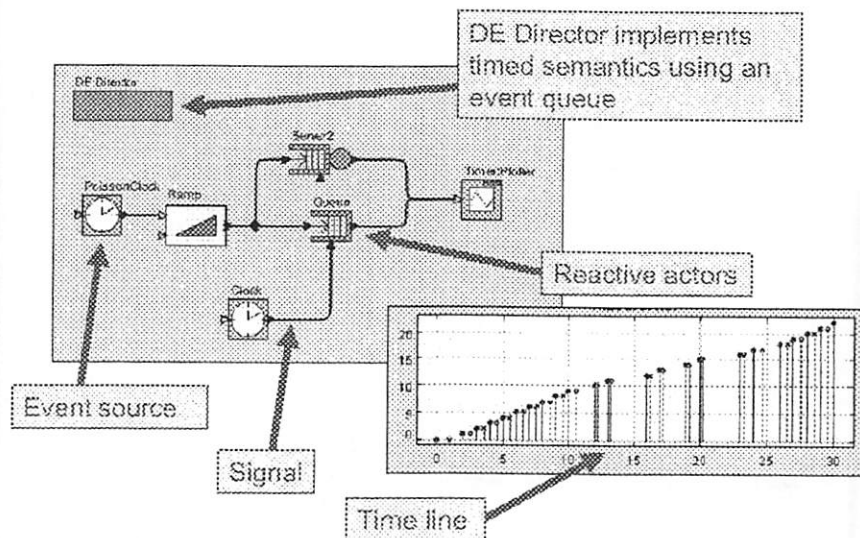 DE Director implements
timed semantics using an
event queue
DE Director
Server2
TimedPlotter
PoissonClock
Ramp
Queue
Reactive actors
Clock
Event source
Signal
20
15
10
5
0
0
5
10
15
20
25
30
Time line